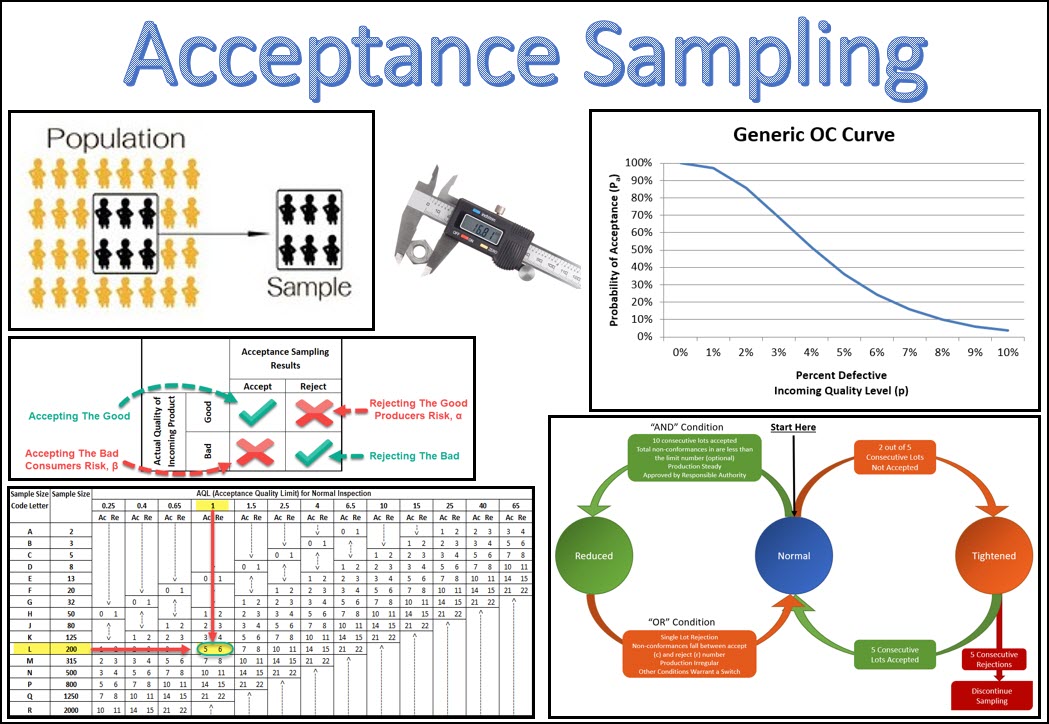 Acceptance Sampling
Population
Sample
Generic OC Curve
Probability of Acceptance (Pa)
100%
90%
80%
70%
60%
50%
40%
30%
20%
10%
0%
0% 1% 2% 3% 4% 5% 6% 7% 8% 9% 10%
Percent Defective
Incoming Quality Level (p)
Acceptance Sampling
Results
Accept Reject
Actual Quality of
Incoming Product
Good
Bad
Accepting The Good
Rejecting The Good
Producers Risk, α
Accepting The Bad
Consumers Risk, β
Rejecting The Bad
Sample Size
Code Letter
Sample Size
AQL (Acceptance Quality Limit) for Normal Inspection
0.25 0.4 0.65 1 1.5 2.5 4 6.5 10 15 25 40 65
Ac Re Ac Re Ac Re Ac Re Ac Re Ac Re Ac Re Ac Re Ac Re Ac Re Ac Re Ac Re Ac Re
A 2 0 1 1 2 2 3 3 4
B 3 0 1 1 2 2 3 3 4 5 6
C 5 0 1 1 2 2 3 3 4 5 6 7 8
D 8 0 1 1 2 2 3 3 4 5 6 7 8 10 11
E 13 0 1 1 2 2 3 3 4 5 6 7 8 10 11 14 15
F 20 0 1 1 2 2 3 3 4 5 6 7 8 10 11 14 15 21 22
G 32 0 1 1 2 2 3 3 4 5 6 7 8 10 11 14 15 21 22
H 50 0 1 1 2 2 3 3 4 5 6 7 8 10 11 14 15 21 22
J 80 1 2 2 3 3 4 5 6 7 8 10 11 14 15 21 22
K 125 1 2 2 3 3 4 5 6 7 8 10 11 14 15 21 22
L 200 5 6 7 8 10 11 14 15 21 22
M 315 2 3 3 4 5 6 7 8 10 11 14 15 21 22
N 500 3 4 5 6 7 8 10 11 14 15 21 22
P 800 5 6 7 8 10 11 14 15 21 22
Q 1250 7 8 10 11 14 15 21 22
R 2000 10 11 14 15 21 22
"AND" Condition
10 consecutive lots accepted
Total non-conformances in are less than
the limit number (optional)
Production Steady
Approved by Responsible Authority
Start Here
2 out of 5
Consecutive Lots
Not Accepted
Reduced
Normal
Tightened
"OR" Condition
Single Lot Rejection
Non-conformances fall between accept
(c) and reject (r) number
Production Irregular
Other Conditions Warrant a Switch
5 Consecutive
Lots Accepted
5 Consecutive
Rejections
Discontinue
Sampling